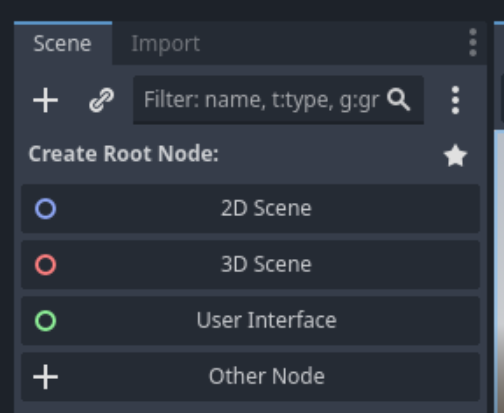 Scene Import
Filter: name, t:type, g:gr
Create Root Node:
2D Scene
3D Scene
User Interface
Other Node